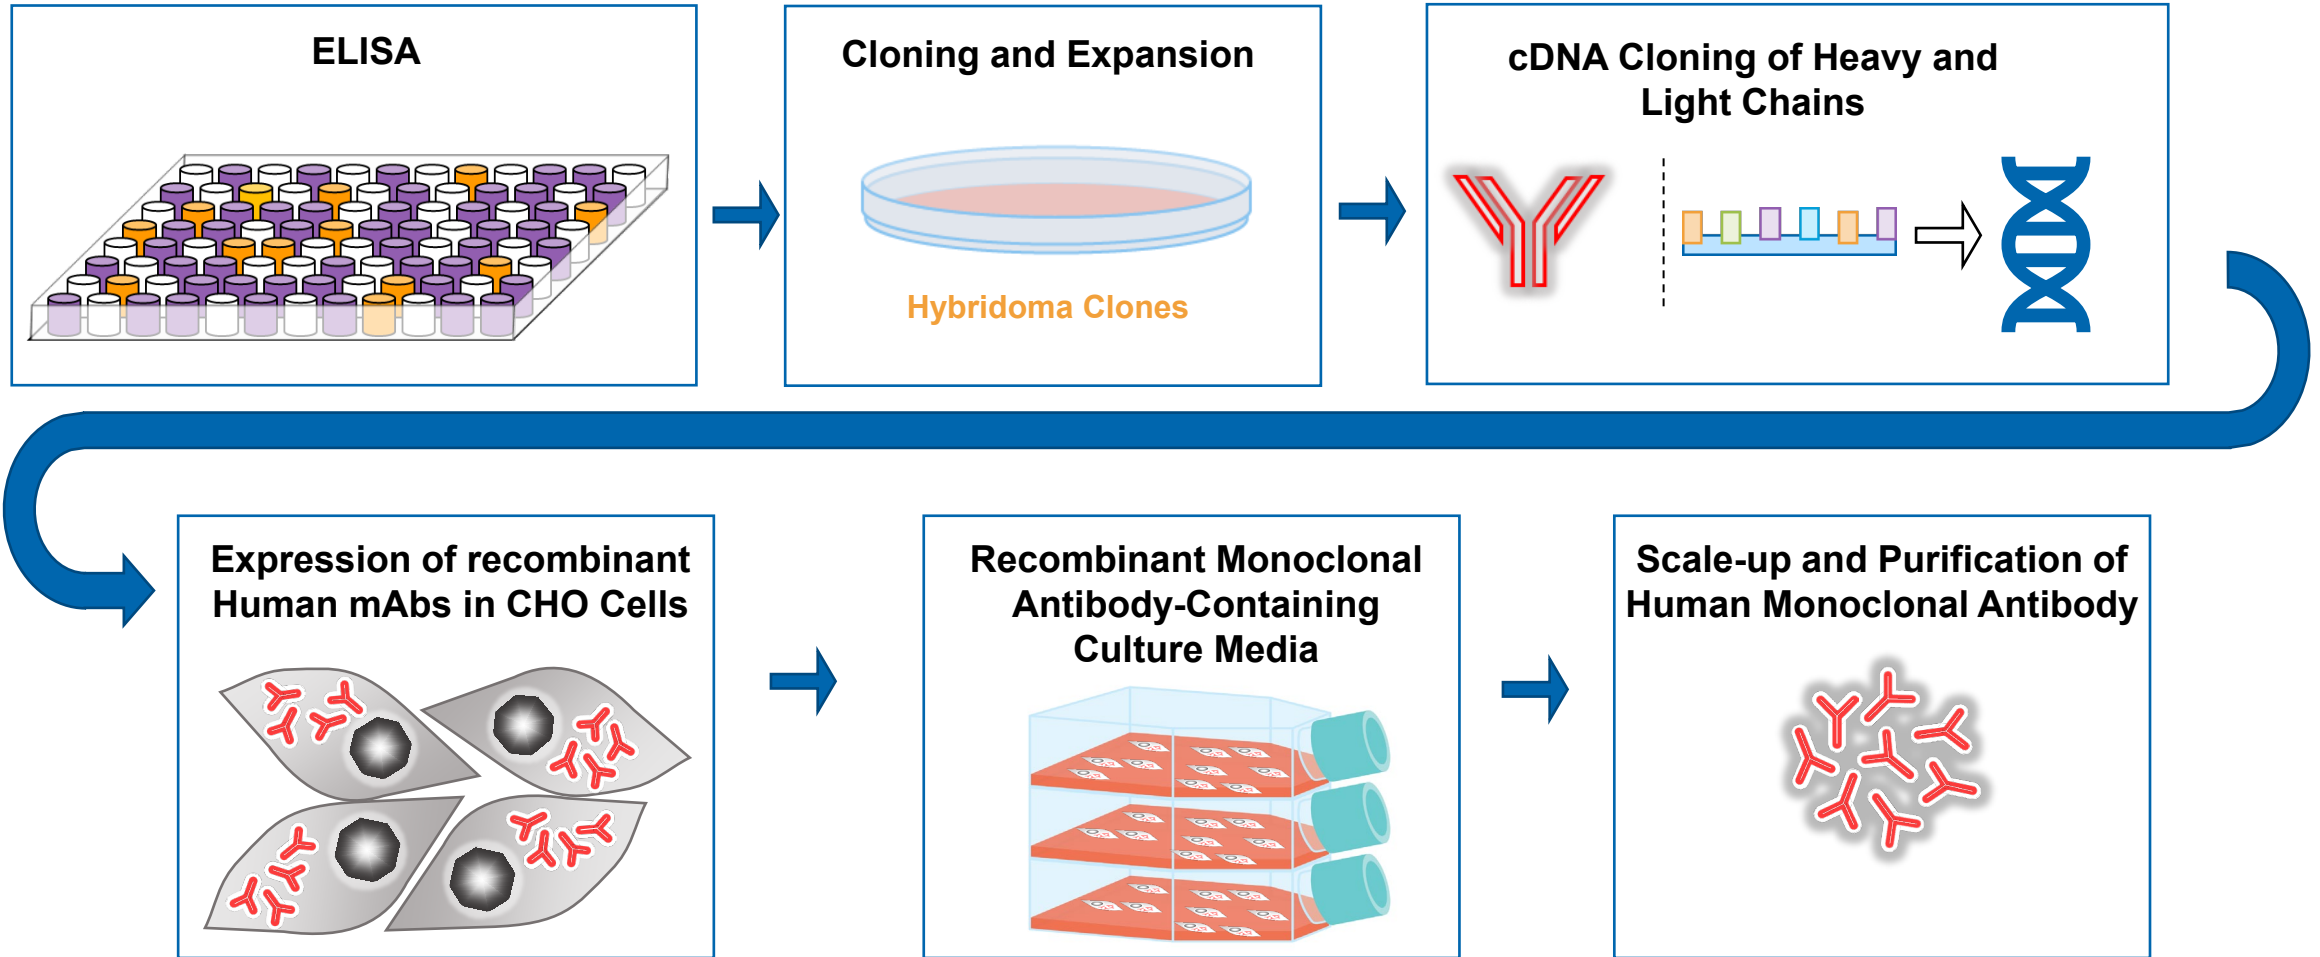 ELISA
Cloning and Expansion
Hybridoma Clones
cDNA Cloning of Heavy and
Light Chains
Expression of recombinant
Human mAbs in CHO Cells
Recombinant Monoclonal
Antibody-Containing
Culture Media
Scale-up and Purification of
Human Monoclonal Antibody